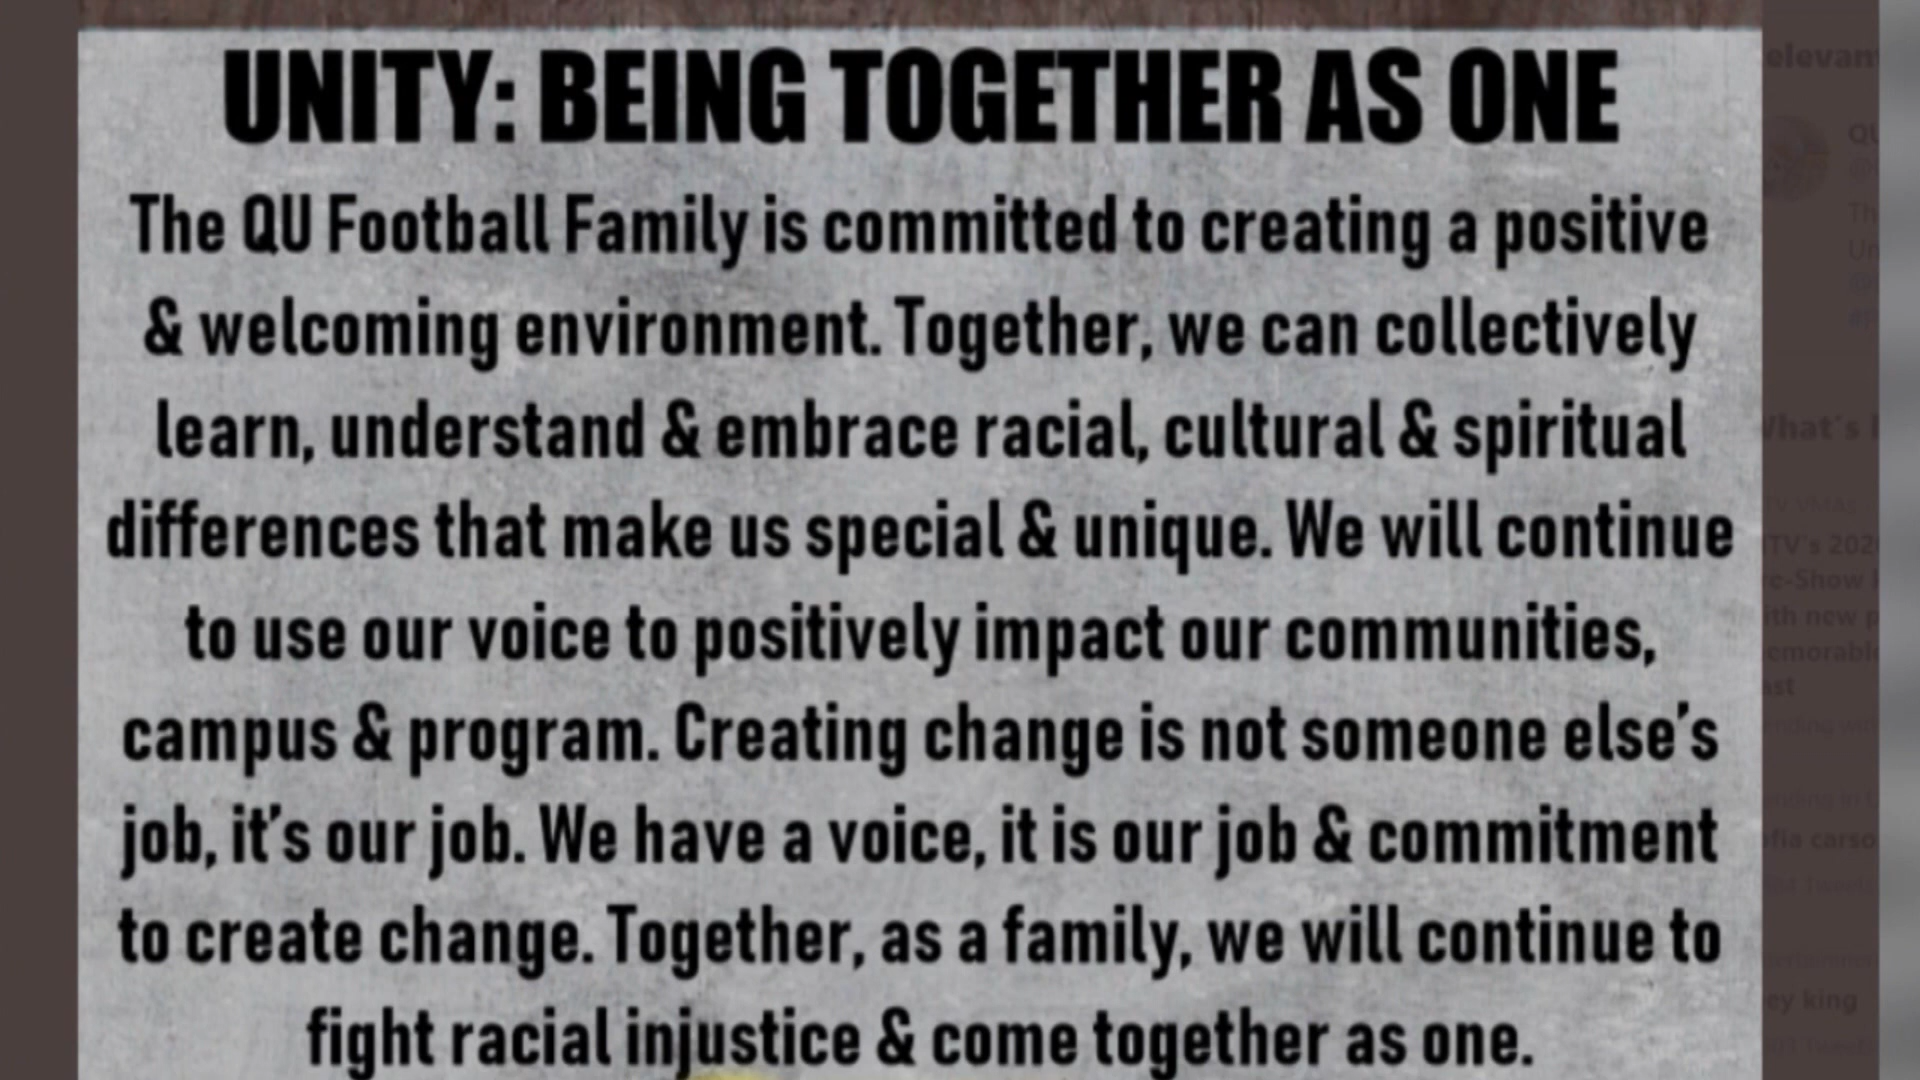 UNITY: BEING TOGETHER AS ONE
The QU Football Family is committed to creating a positive
& welcoming environment. Together, we can collectively
learn, understand & embrace racial, cultural & spiritual
differences that make us special & unique. We will continue
to use our voice to positively impact our communities,
campus & program. Creating change is not someone else's
job, it's our job. We have a voice, it is our job & commitment
to create change. Together, as a family, we will continue to
fight racial injustice & come together as one.